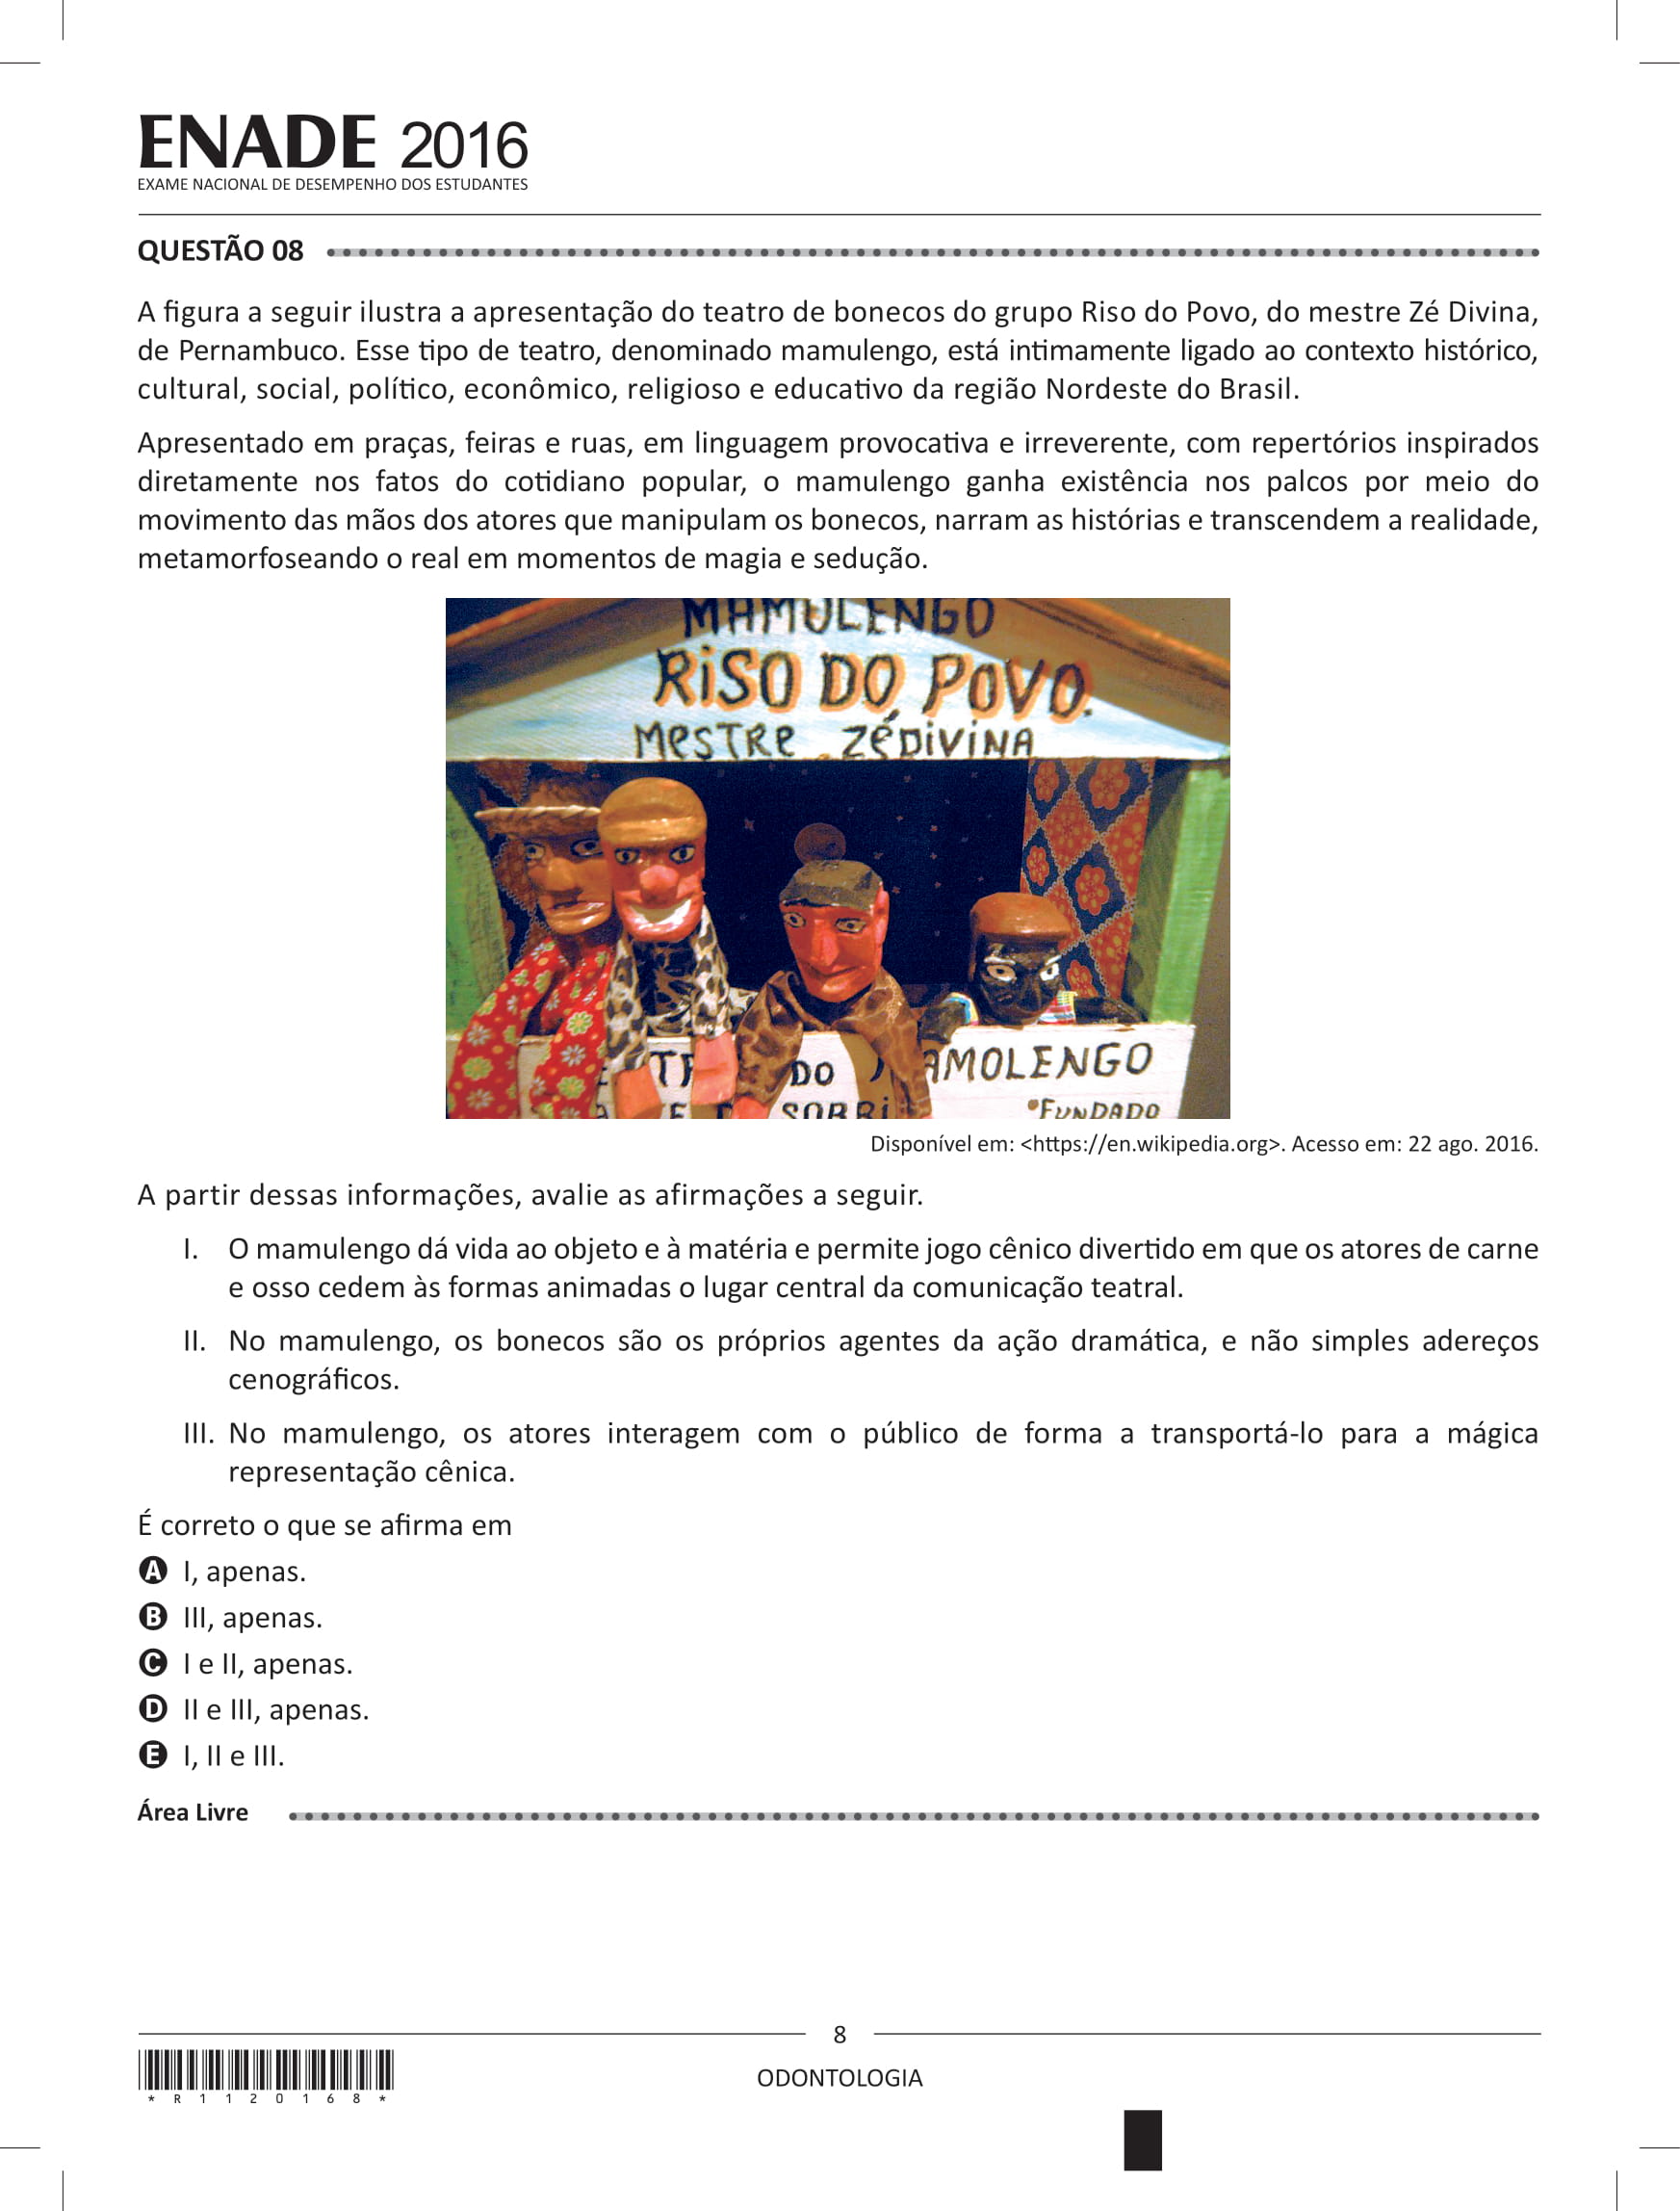 ENADE 2016
EXAME NACIONAL DE DESEMPENHO DOS ESTUDANTES
QUESTÃO 08
A figura a seguir ilustra a apresentação do teatro de bonecos do grupo Riso do Povo, do mestre Zé Divina,
de Pernambuco. Esse tipo de teatro, denominado mamulengo, está intimamente ligado ao contexto histórico,
cultural, social, político, econômico, religioso e educativo da região Nordeste do Brasil.
Apresentado em praças, feiras e ruas, em linguagem provocativa e irreverente, com repertórios inspirados
diretamente nos fatos do cotidiano popular, o mamulengo ganha existência nos palcos por meio do
movimento das mãos dos atores que manipulam os bonecos, narram as histórias e transcendem a realidade,
metamorfoseando o real em momentos de magia e sedução.
MAMULENGO
RiSO DO POVO.
MESTRE ZÉDiViNA
DO AMOLENGO
SORRi FUNDADO
Disponível em: <https://en.wikipedia.org>. Acesso em: 22 ago. 2016.
A partir dessas informações, avalie as afirmações a seguir.
I. O mamulengo dá vida ao objeto e à matéria e permite jogo cênico divertido em que os atores de carne
e osso cedem às formas animadas o lugar central da comunicação teatral.
II. No mamulengo, os bonecos são os próprios agentes da ação dramática, e não simples adereços
cenográficos.
III. No mamulengo, os atores interagem com o público de forma a transportá-lo para a mágica
representação cênica.
É correto o que se afirma em
A I, apenas.
B III, apenas.
C I e II, apenas.
D II e III, apenas.
E I, II e III.
Área Livre
8
ODONTOLOGIA
* R 1 1 2 0 1 6 8 *